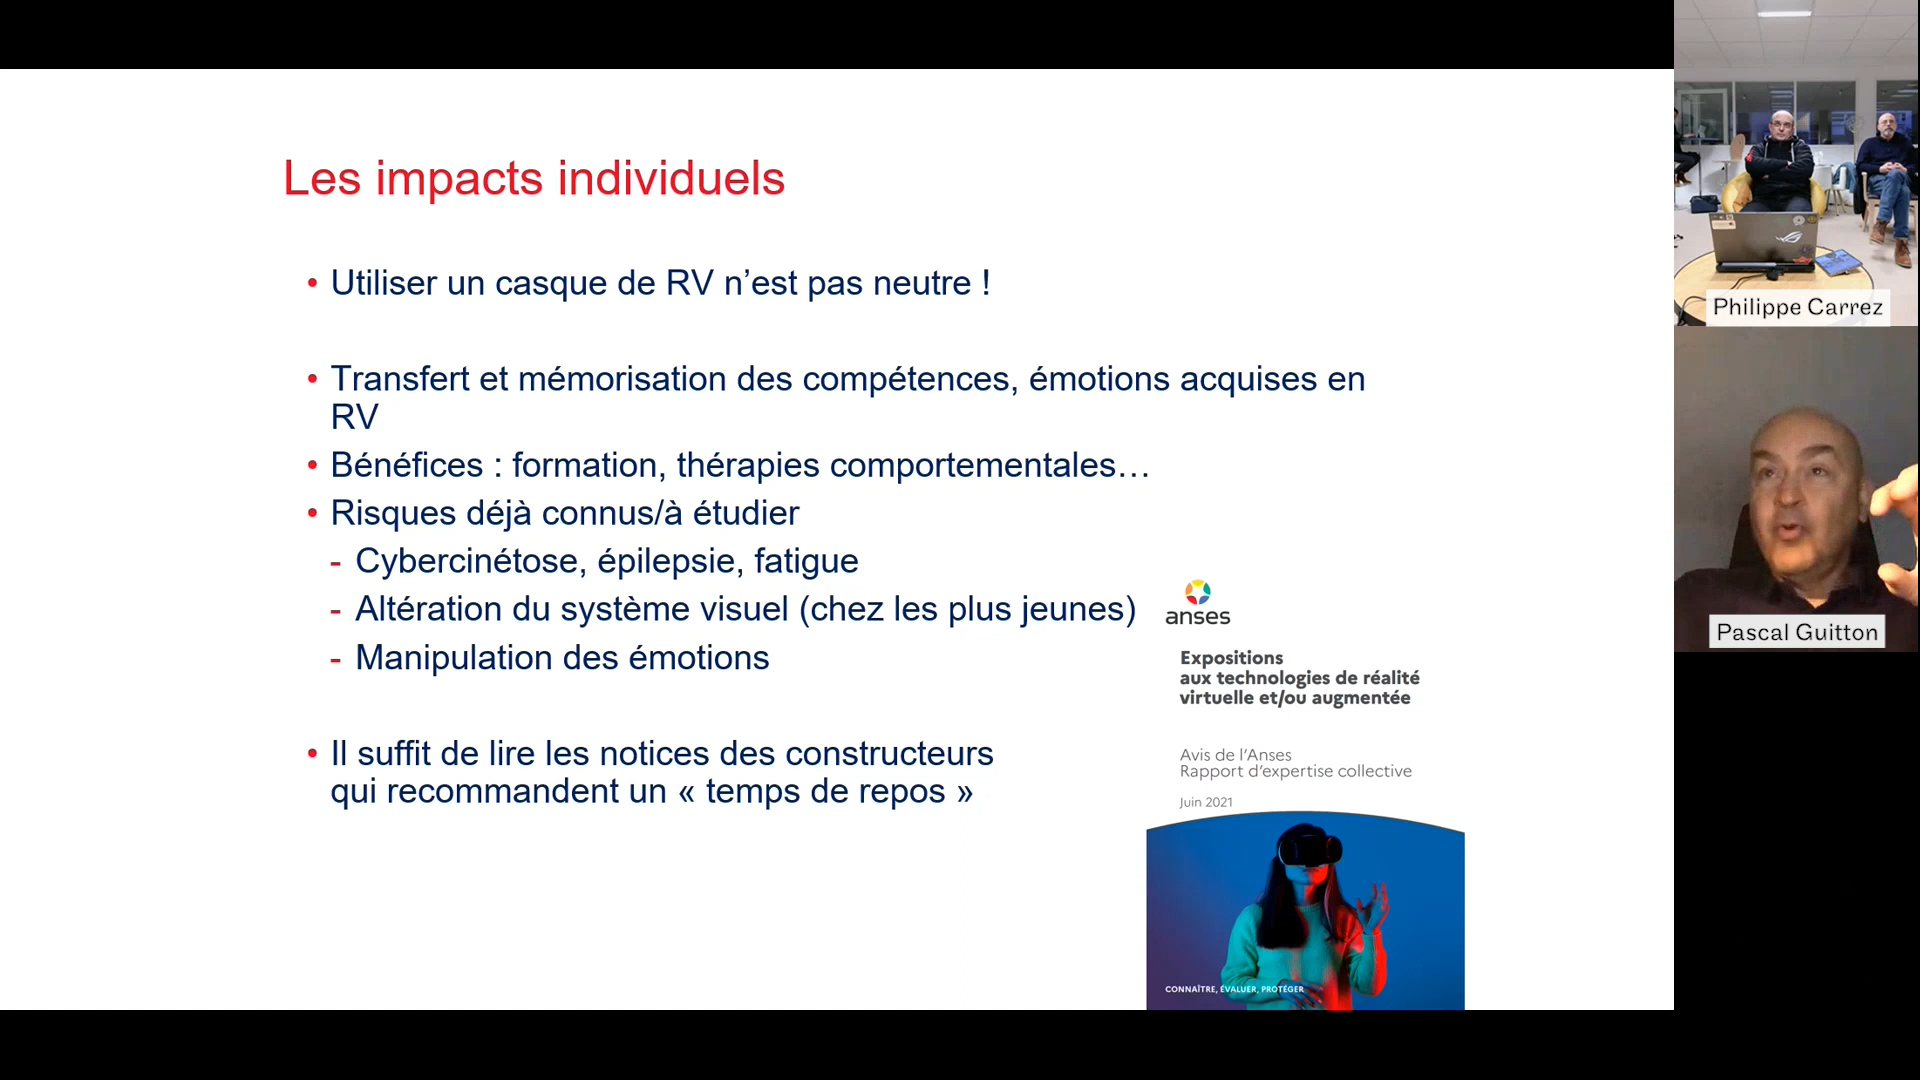 Les impacts individuels
• Utiliser un casque de RV n’est pas neutre !
• Transfert et mémorisation des compétences, émotions acquises en
RV
• Bénéfices : formation, thérapies comportementales…
• Risques déjà connus/à étudier
- Cybercinétose, épilepsie, fatigue
- Altération du système visuel (chez les plus jeunes)
- Manipulation des émotions
• Il suffit de lire les notices des constructeurs
qui recommandent un « temps de repos »
anses
Expositions
aux technologies de réalité
virtuelle et/ou augmentée
Avis de l’Anses
Rapport d’expertise collective
Juin 2021
CONNAÎTRE, ÉVALUER, PROTÉGER
Philippe Carrez
Pascal Guitton